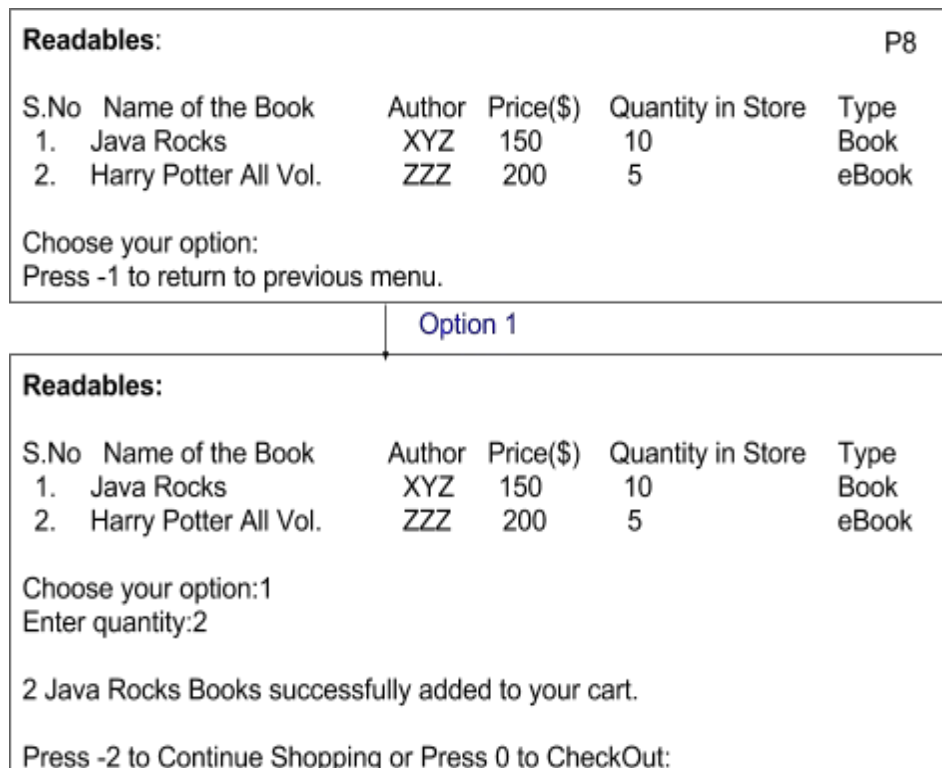 Readables: P8
S.No Name of the Book Author Price($) Quantity in Store Type
1. Java Rocks XYZ 150 10 Book
2. Harry Potter All Vol. ZZZ 200 5 eBook
Choose your option:
Press -1 to return to previous menu.
Option 1
Readables:
S.No Name of the Book Author Price($) Quantity in Store Type
1. Java Rocks XYZ 150 10 Book
2. Harry Potter All Vol. ZZZ 200 5 eBook
Choose your option:1
Enter quantity:2
2 Java Rocks Books successfully added to your cart.
Press -2 to Continue Shopping or Press 0 to CheckOut: